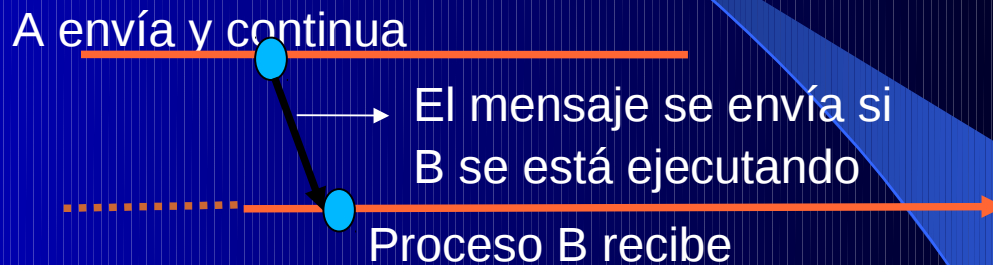 A envía y continua
El mensaje se envía si
B se está ejecutando
Proceso B recibe